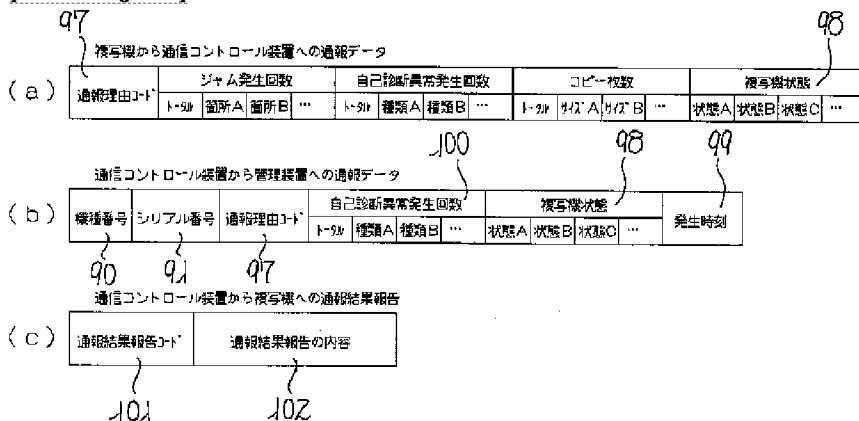 97
複写機から通信コントロール装置への通報データ
98
(a)
通報理由コード
ジャム発生回数
トータル 箇所A 箇所B …
自己診断異常発生回数
トータル 種類A 種類B …
コピー枚数
トータル サイズA サイズB …
複写機状態
状態A 状態B 状態C …
通信コントロール装置から管理装置への通報データ
100
98
99
(b)
機種番号
シリアル番号
通報理由コード
自己診断異常発生回数
トータル 種類A 種類B …
複写機状態
状態A 状態B 状態C …
発生時刻
90
91
97
通信コントロール装置から複写機への通報結果報告
(c)
通報結果報告コード
通報結果報告の内容
101
102